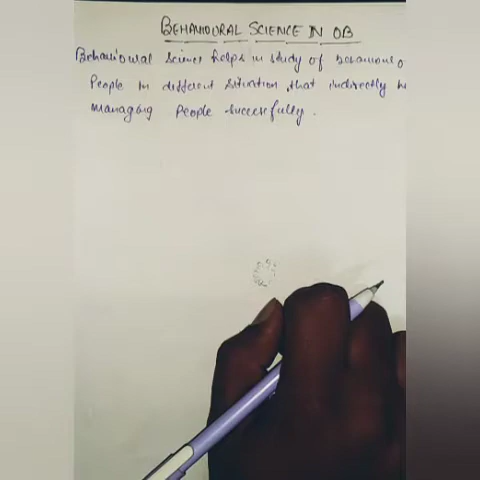 BEHAVIOURAL SCIENCE IN OB
Behavioural Science helps in study of behaviour o
People in different situation that indirectly h
managing People successfully.